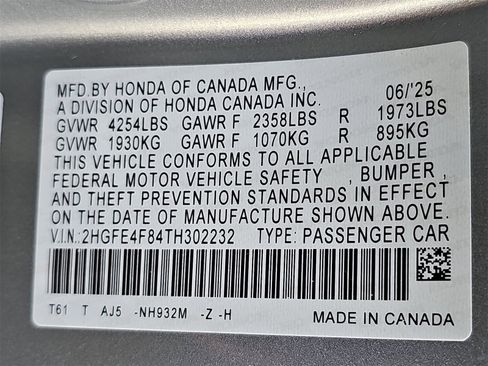 MFD.BY HONDA OF CANADA MFG., 06/'25
A DIVISION OF HONDA CANADA INC.
GVWR 4254LBS GAWR F 2358LBS R 1973LBS
GVWR 1930KG GAWR F 1070KG R 895KG
THIS VEHICLE CONFORMS TO ALL APPLICABLE
FEDERAL MOTOR VEHICLE SAFETY , BUMPER ,
AND THEFT PREVENTION STANDARDS IN EFFECT
ON THE DATE OF MANUFACTURE SHOWN ABOVE.
V.I.N.: 2HGFE4F84TH302232 TYPE: PASSENGER CAR
T61 T AJ5 -NH932M -Z -H MADE IN CANADA